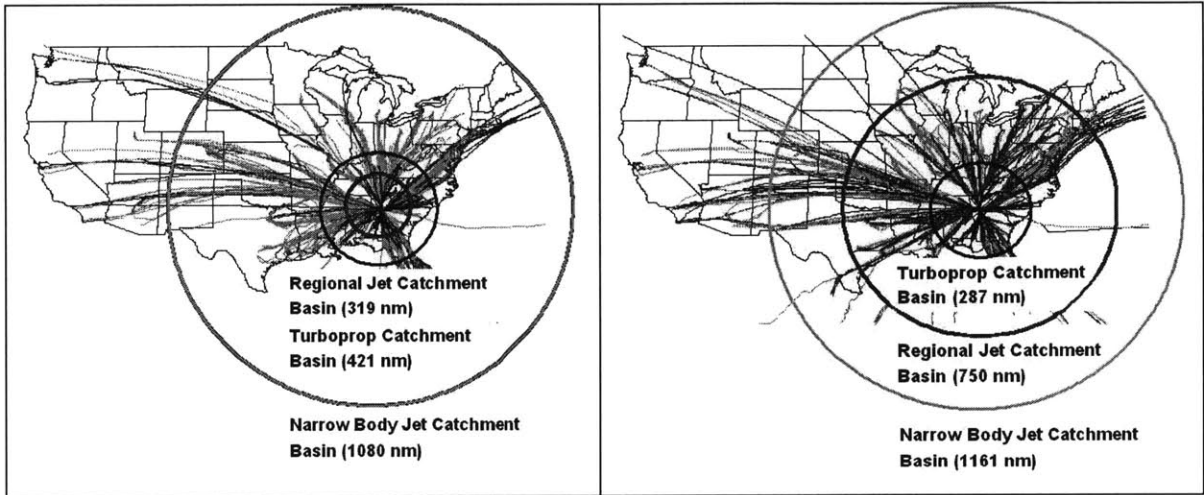 Regional Jet Catchment
Basin (319 nm)
Turboprop Catchment
Basin (421 nm)
Narrow Body Jet Catchment
Basin (1080 nm)
Turboprop Catchment
Basin (287 nm)
Regional Jet Catchment
Basin (750 nm)
Narrow Body Jet Catchment
Basin (1161 nm)